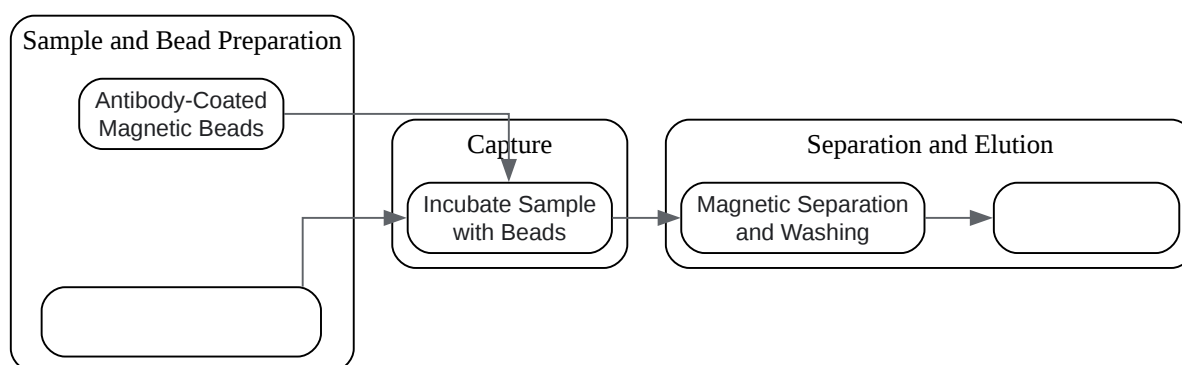 Sample and Bead Preparation
Antibody-Coated
Magnetic Beads
Capture
Incubate Sample
with Beads
Separation and Elution
Magnetic Separation
and Washing